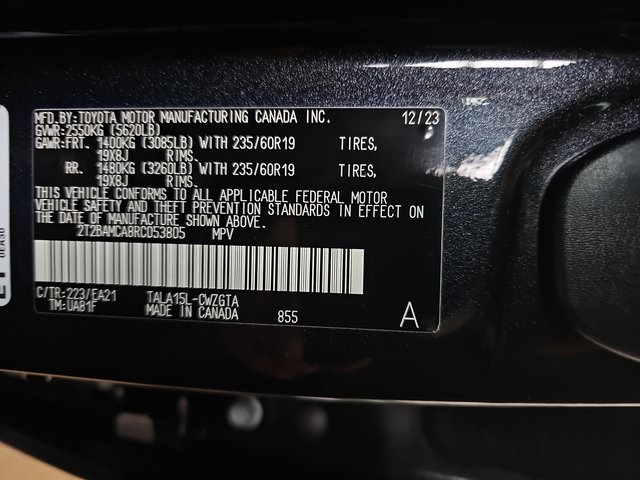 MFD.BY:TOYOTA MOTOR MANUFACTURING CANADA INC. 12/23
GVWR:2550KG (5620LB)
GAWR:FRT. 1400KG (3085LB) WITH 235/60R19 TIRES,
19X8J RIMS.
RR. 1480KG (3260LB) WITH 235/60R19 TIRES,
19X8J RIMS.
THIS VEHICLE CONFORMS TO ALL APPLICABLE FEDERAL MOTOR
VEHICLE SAFETY AND THEFT PREVENTION STANDARDS IN EFFECT ON
THE DATE OF MANUFACTURE SHOWN ABOVE.
2T2BAMCA8RC053805 MPV
C/TR:223/EA21 TALA15L-CWZGTA
TM:UA81F MADE IN CANADA 855 A